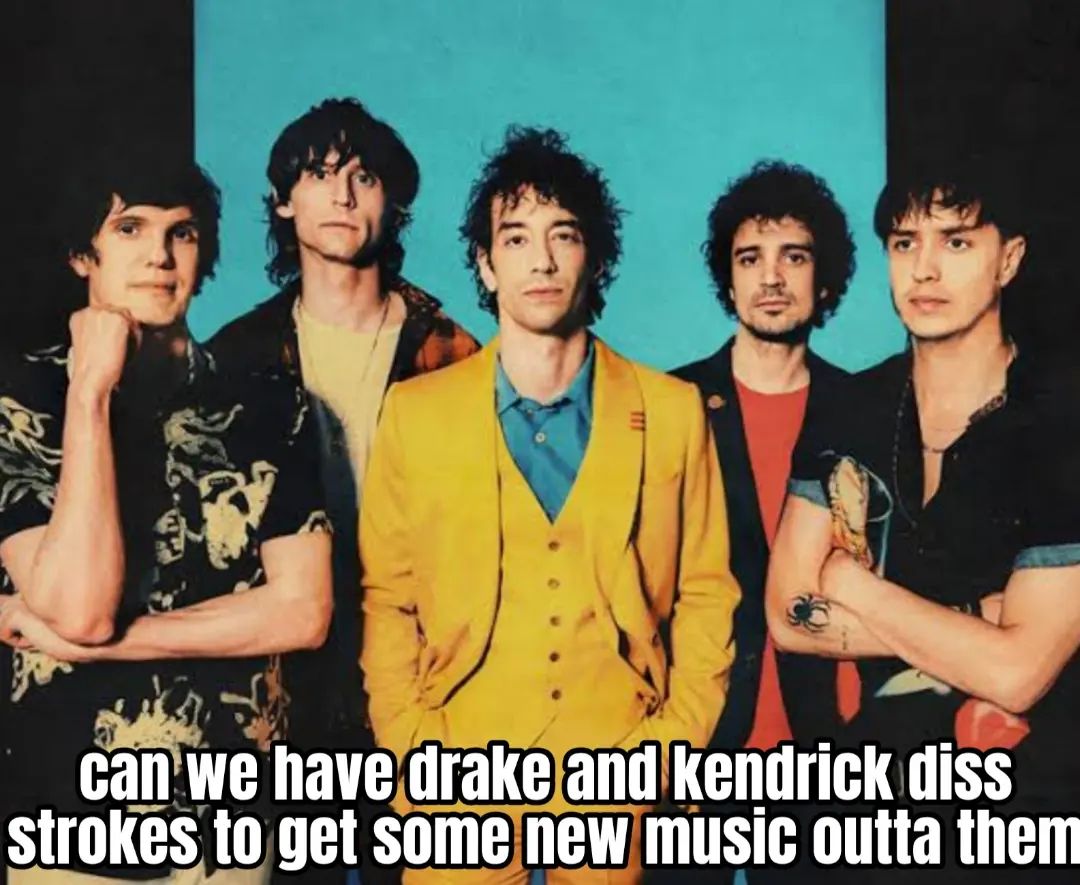 can we have drake and kendrick diss
strokes to get some new music outta them